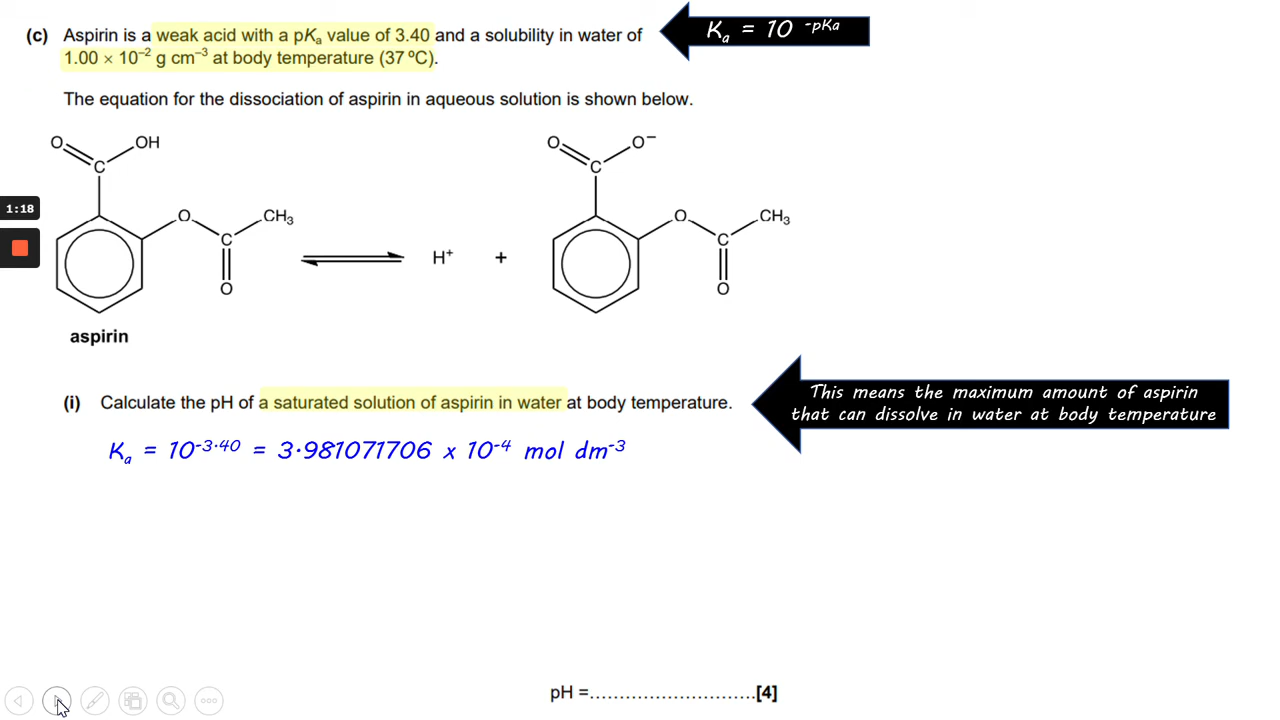 (c) Aspirin is a weak acid with a pKₐ value of 3.40 and a solubility in water of
1.00 × 10⁻² g cm⁻³ at body temperature (37 ºC).
Kₐ = 10 ⁻ᵖᴷᵃ
The equation for the dissociation of aspirin in aqueous solution is shown below.
O OH O O⁻
C C
1:18
O CH₃ O CH₃
C C
H⁺ +
O O
aspirin
(i) Calculate the pH of a saturated solution of aspirin in water at body temperature.
This means the maximum amount of aspirin
that can dissolve in water at body temperature
Kₐ = 10⁻³·⁴⁰ = 3·981071706 x 10⁻⁴ mol dm⁻³
pH =............................[4]